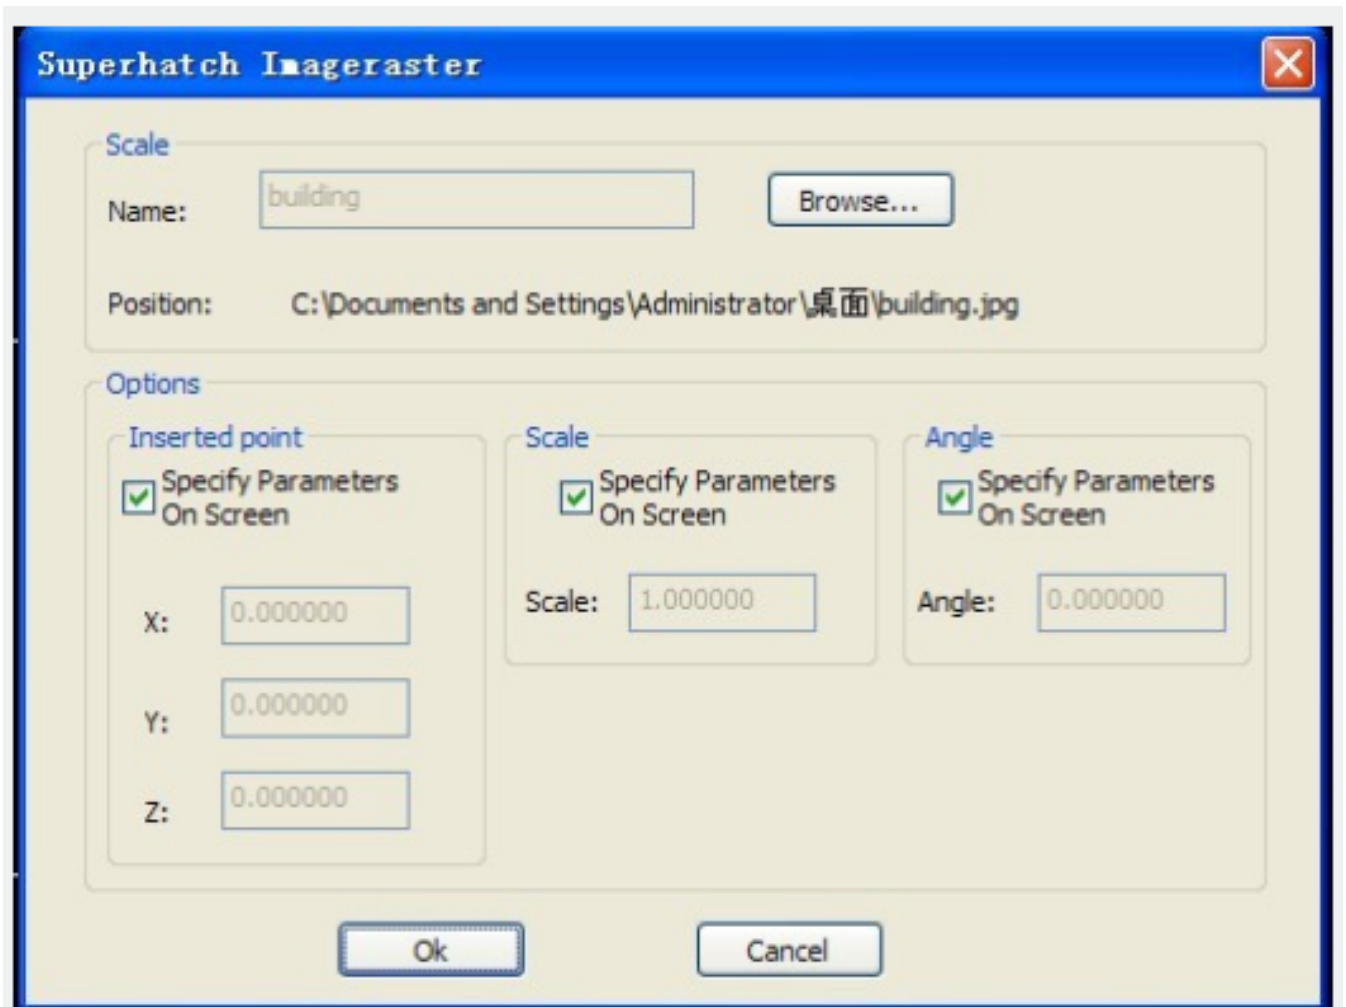 Superhatch Imageraster
Scale
Name: building Browse...
Position: C:\Documents and Settings\Administrator\桌面\building.jpg
Options
Inserted point
Specify Parameters
On Screen
X: 0.000000
Y: 0.000000
Z: 0.000000
Scale
Specify Parameters
On Screen
Scale: 1.000000
Angle
Specify Parameters
On Screen
Angle: 0.000000
Ok Cancel